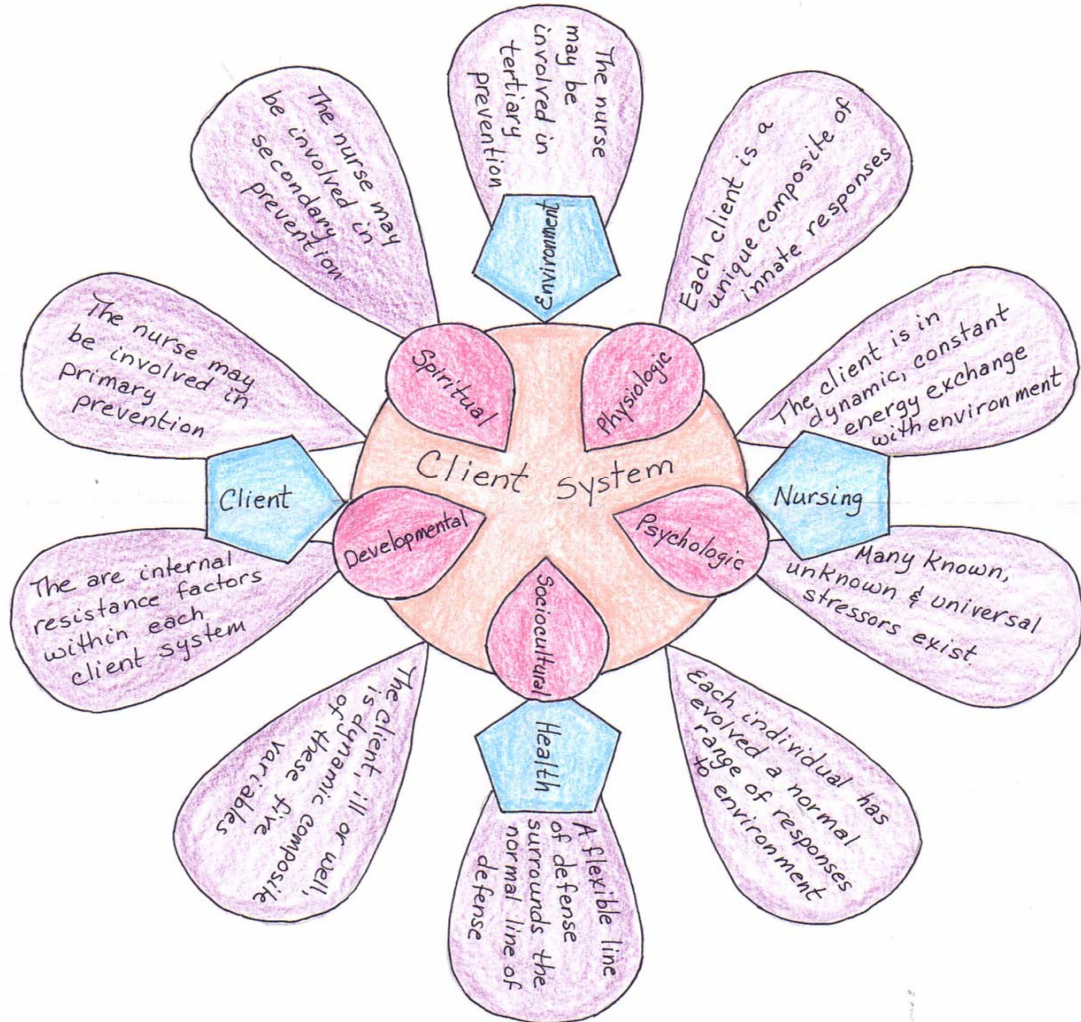 The nurse
may be
involved in
tertiary
prevention
Environment
Each client is a
unique composite of
innate responses
The client is in
dynamic, constant
energy exchange
with environment
Nursing
Many Known,
unknown & universal
stressors exist
Each individual has
evolved a normal
range of responses
to environment
Health
A flexible line
of defense
surrounds the
normal line of
defense
The client, ill or well,
is dynamic composite
of these five
variables
The are internal
resistance factors
within each
client system
Client
The nurse may
be involved in
primary
prevention
The nurse may
be involved in
secondary
prevention
Spiritual
Physiologic
Client System
Developmental
Psychologic
Sociocultural